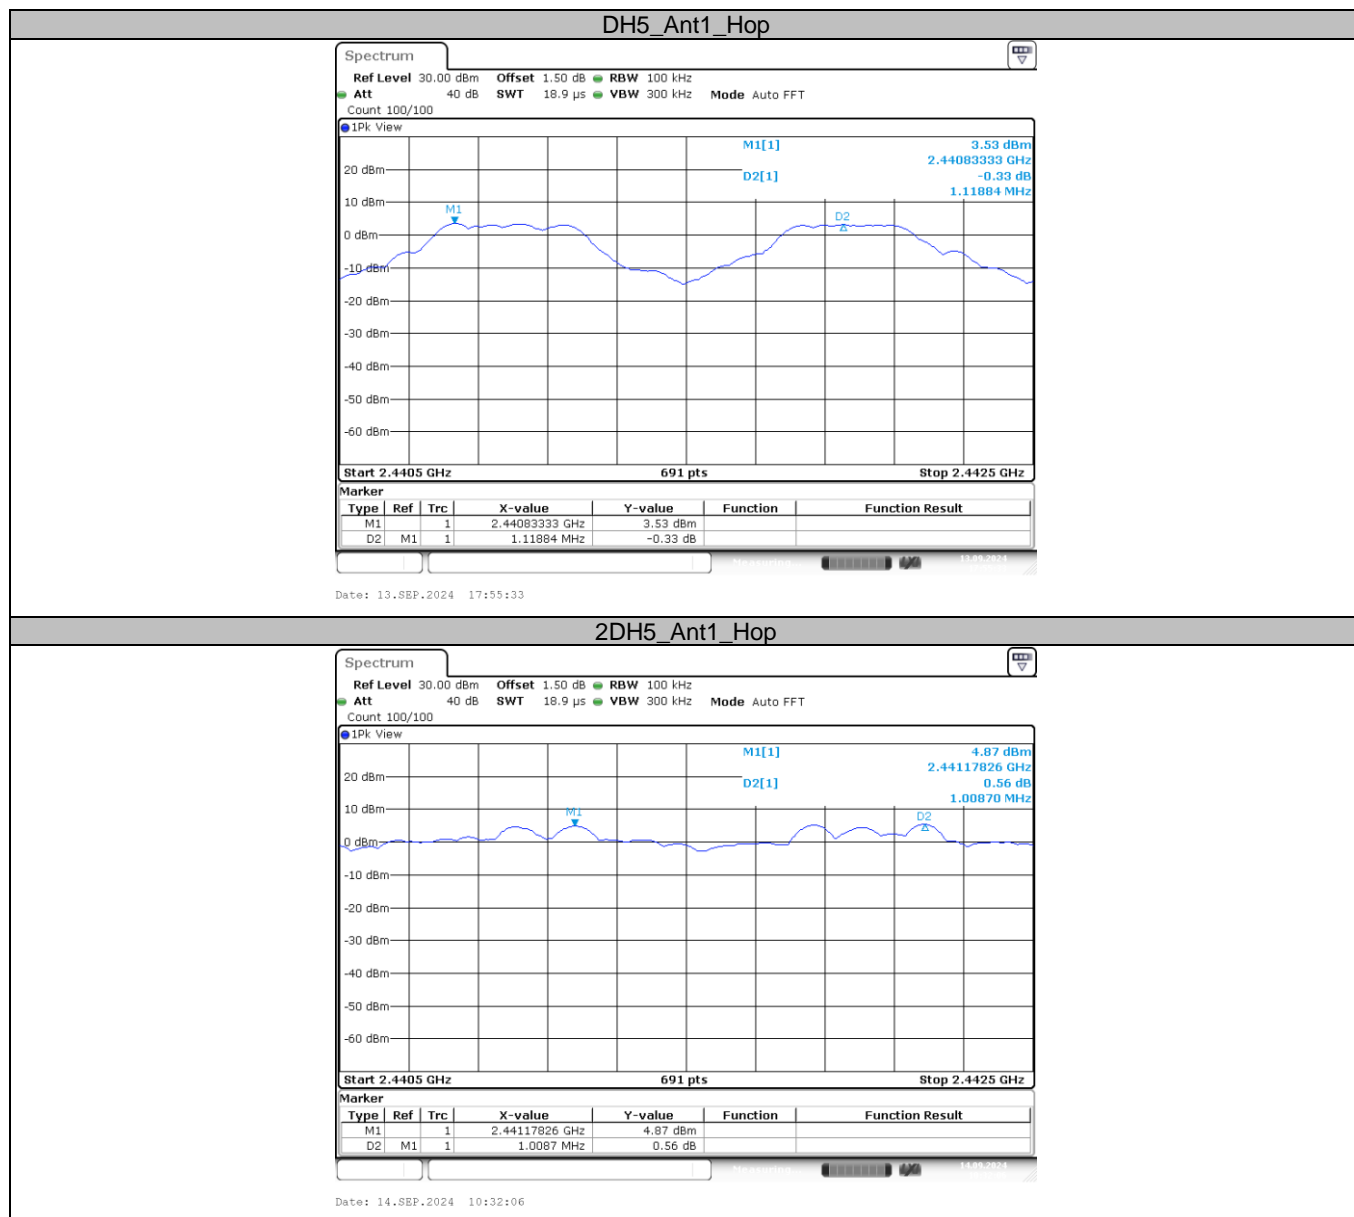 DH5_Ant1_Hop
Spectrum
Ref Level 30.00 dBm Offset 1.50 dB RBW 100 kHz
Att 40 dB SWT 18.9 µs VBW 300 kHz Mode Auto FFT
Count 100/100
1Pk View
M1[1] 3.53 dBm
2.44083333 GHz
20 dBm
D2[1] -0.33 dB
1.11884 MHz
10 dBm
M1
D2
0 dBm
-10 dBm
-20 dBm
-30 dBm
-40 dBm
-50 dBm
-60 dBm
Start 2.4405 GHz 691 pts Stop 2.4425 GHz
Marker
Type Ref Trc X-value Y-value Function Function Result
M1 1 2.44083333 GHz 3.53 dBm
D2 M1 1 1.11884 MHz -0.33 dB
Measuring 13.09.2024
Date: 13.SEP.2024 17:55:33
2DH5_Ant1_Hop
Spectrum
Ref Level 30.00 dBm Offset 1.50 dB RBW 100 kHz
Att 40 dB SWT 18.9 µs VBW 300 kHz Mode Auto FFT
Count 100/100
1Pk View
M1[1] 4.87 dBm
2.44117826 GHz
20 dBm
D2[1] 0.56 dB
1.00870 MHz
10 dBm
M1
D2
0 dBm
-10 dBm
-20 dBm
-30 dBm
-40 dBm
-50 dBm
-60 dBm
Start 2.4405 GHz 691 pts Stop 2.4425 GHz
Marker
Type Ref Trc X-value Y-value Function Function Result
M1 1 2.44117826 GHz 4.87 dBm
D2 M1 1 1.0087 MHz 0.56 dB
Measuring 14.09.2024
Date: 14.SEP.2024 10:32:06